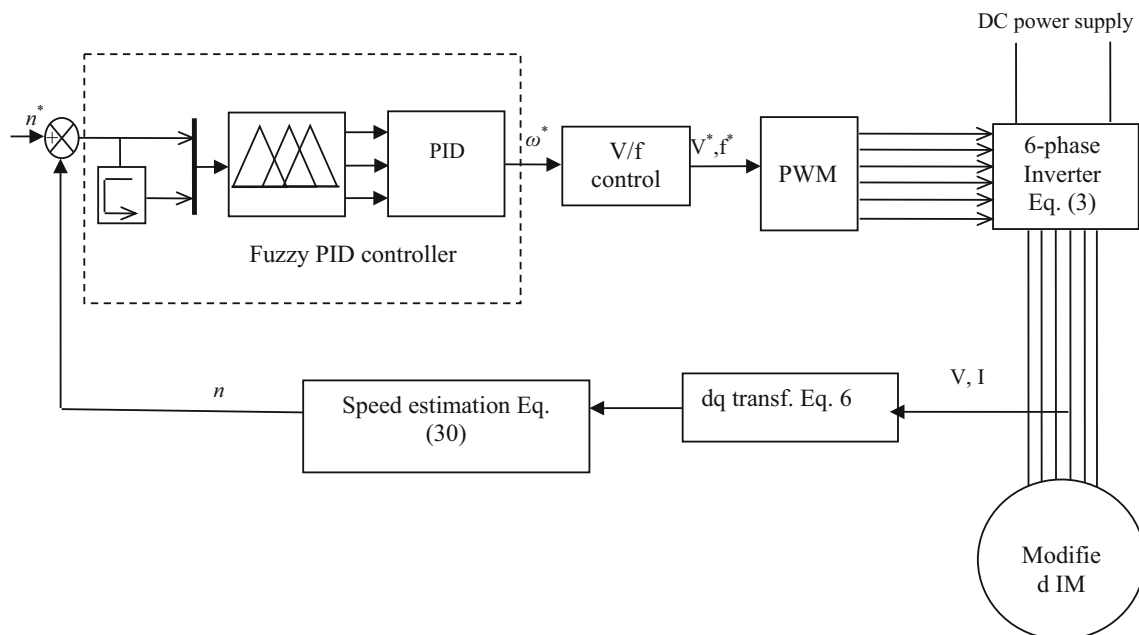 DC power supply
n*
+
PID
ω*
V/f
control
V*,f*
PWM
6-phase
Inverter
Eq. (3)
Fuzzy PID controller
n
Speed estimation Eq.
(30)
dq transf. Eq. 6
V, I
Modifie
d IM